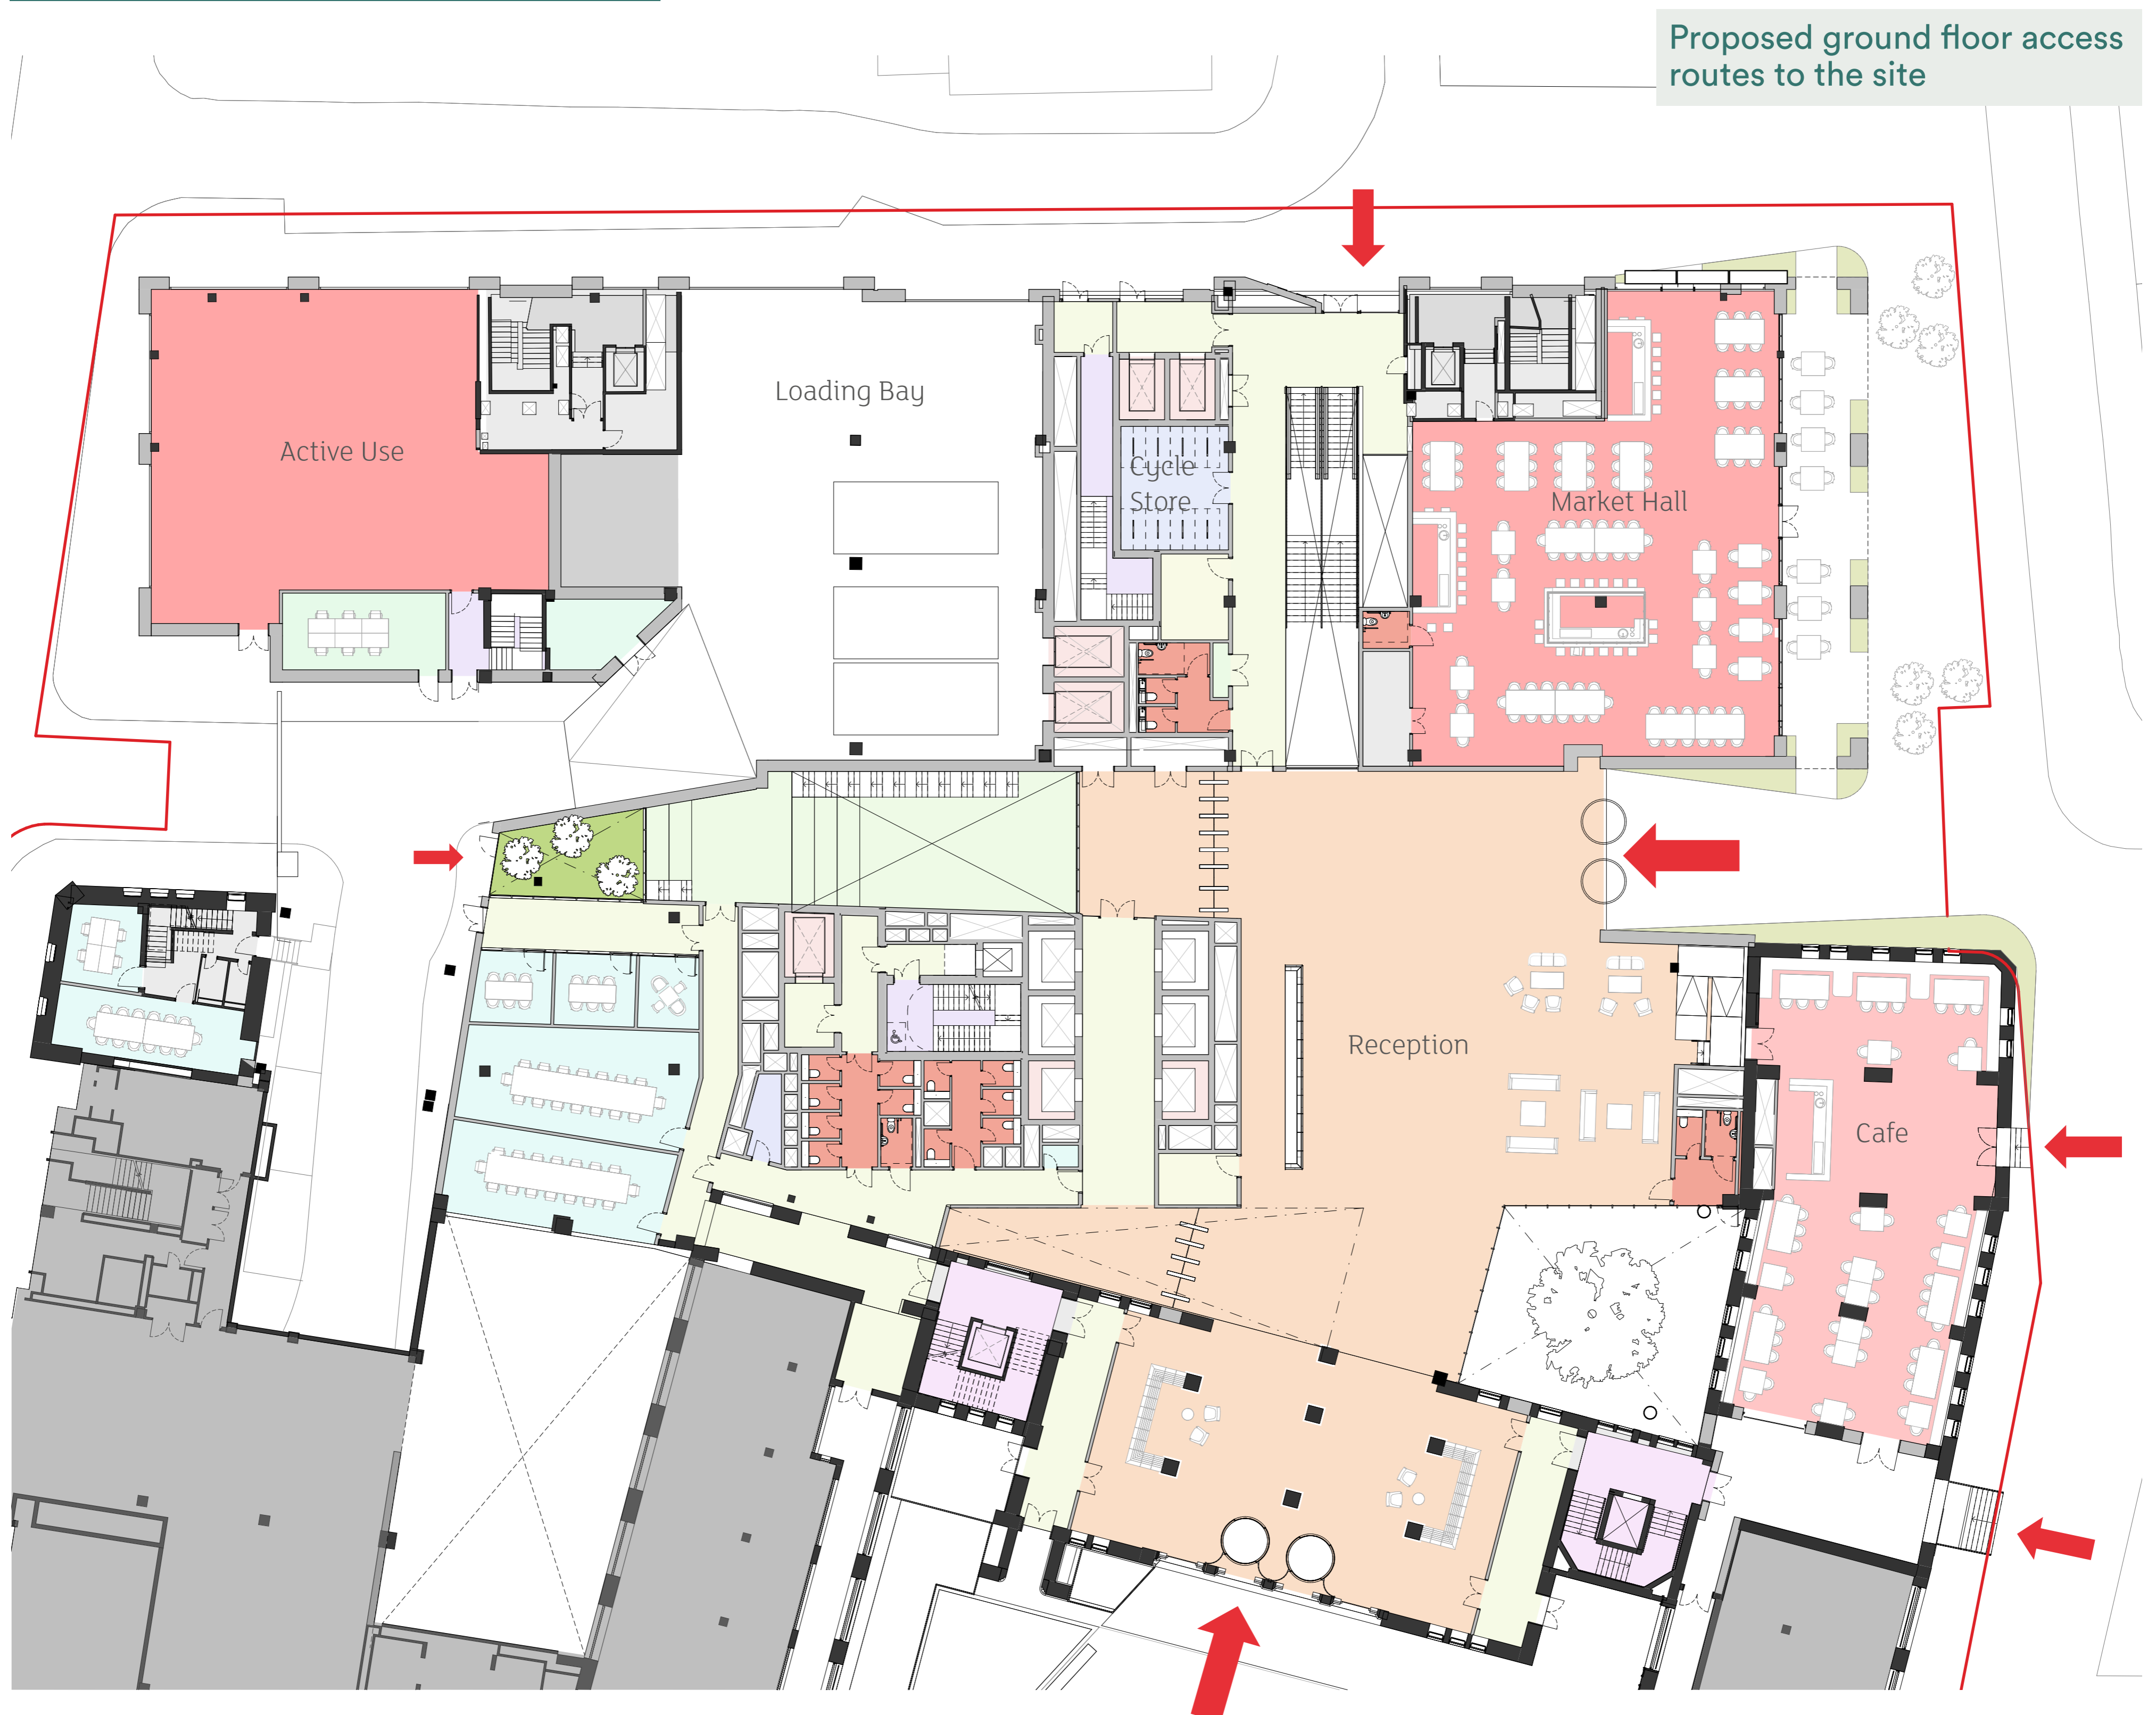 Proposed ground floor access
routes to the site
Loading Bay
Active Use
Cycle
Store
Market Hall
Reception
Cafe